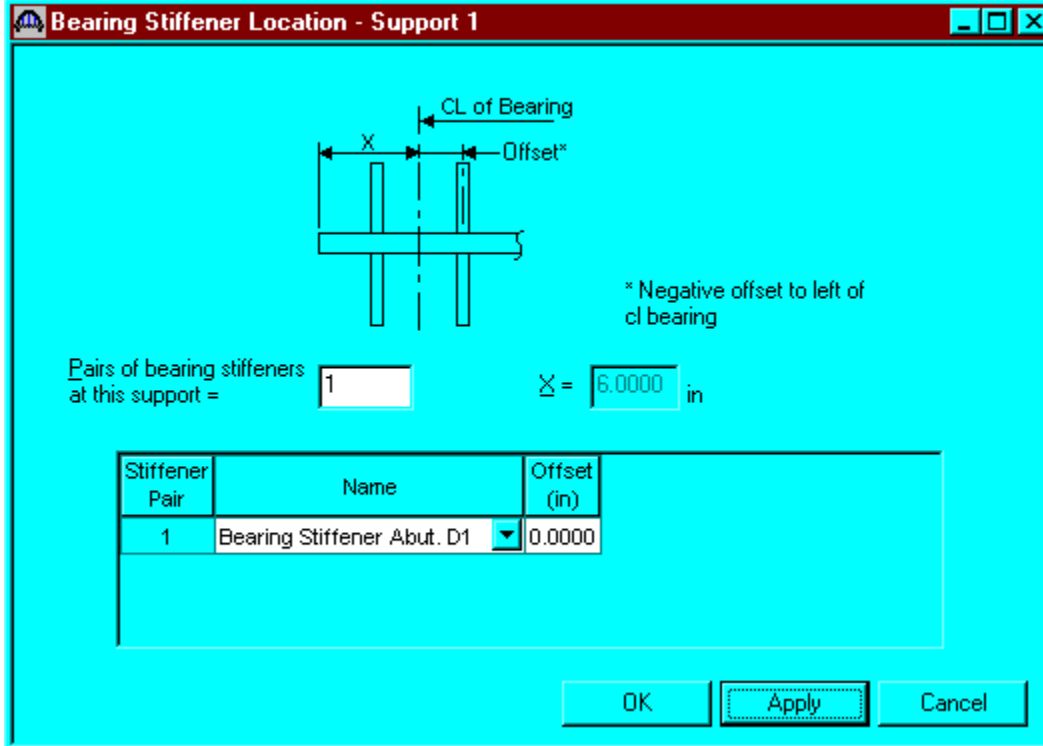 Bearing Stiffener Location - Support 1
CL of Bearing
X
Offset*
* Negative offset to left of
cl bearing
Pairs of bearing stiffeners
at this support =
1
X =
6.0000
in
Stiffener
Pair
Name
Offset
(in)
1
Bearing Stiffener Abut. D1
0.0000
OK
Apply
Cancel